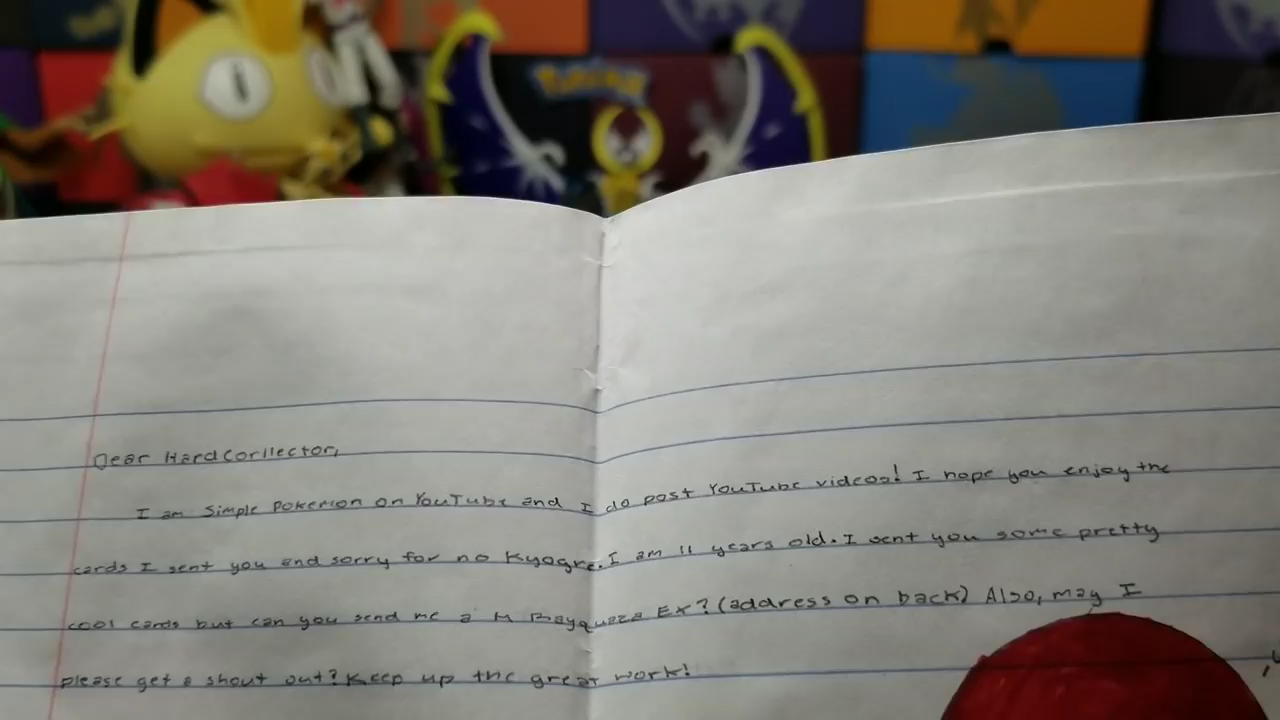 Pokémon
Dear HardCorllector,
I am Simple Pokemon on YouTube and I do post YouTube videos! I hope you enjoy the
cards I sent you and sorry for no Kyogre. I am 11 years old. I sent you some pretty
cool cards but can you send me a M Rayquaza EX? (address on back) Also, may I
please get a shout out? Keep up the great work!